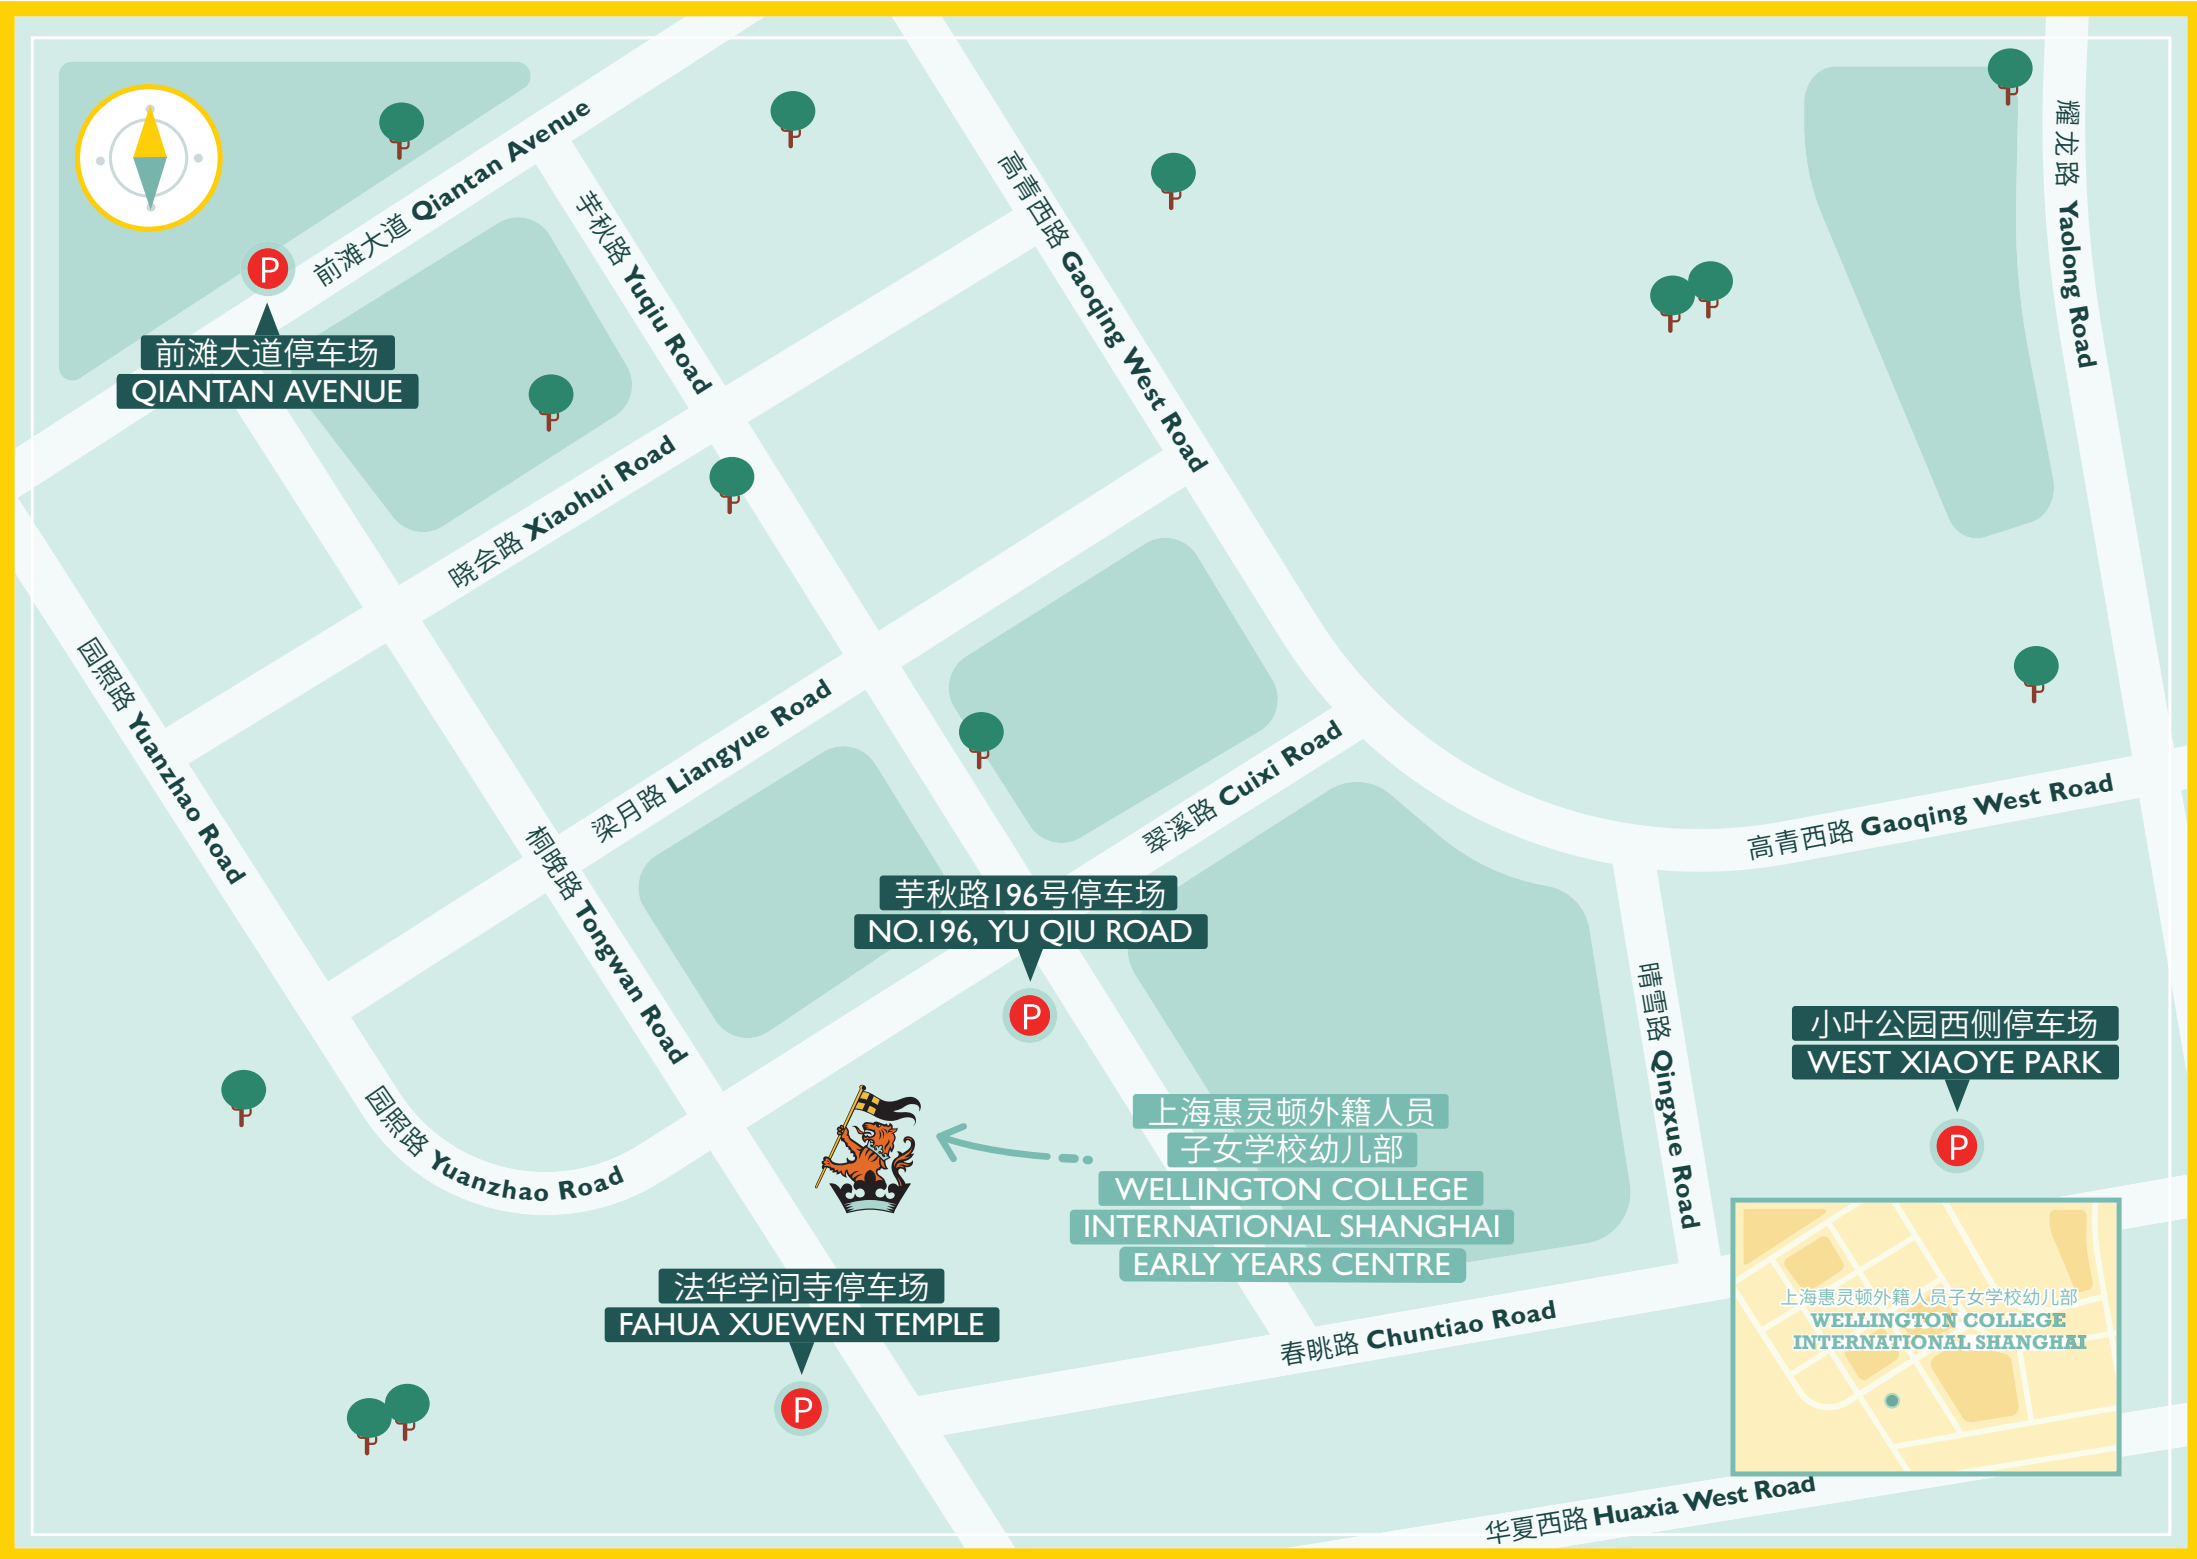 前滩大道 Qiantan Avenue
P
前滩大道停车场
QIANTAN AVENUE
芋秋路 Yuqiu Road
高青西路 Gaoqing West Road
耀龙路 Yaolong Road
晓会路 Xiaohui Road
园照路 Yuanzhao Road
梁月路 Liangyue Road
桐晚路 Tongwan Road
翠溪路 Cuixi Road
高青西路 Gaoqing West Road
芋秋路196号停车场
NO.196, YU QIU ROAD
P
晴雪路 Qingxue Road
小叶公园西侧停车场
WEST XIAOYE PARK
P
园照路 Yuanzhao Road
上海惠灵顿外籍人员
子女学校幼儿部
WELLINGTON COLLEGE
INTERNATIONAL SHANGHAI
EARLY YEARS CENTRE
法华学问寺停车场
FAHUA XUEWEN TEMPLE
P
春眺路 Chuntiao Road
上海惠灵顿外籍人员子女学校幼儿部
WELLINGTON COLLEGE
INTERNATIONAL SHANGHAI
华夏西路 Huaxia West Road